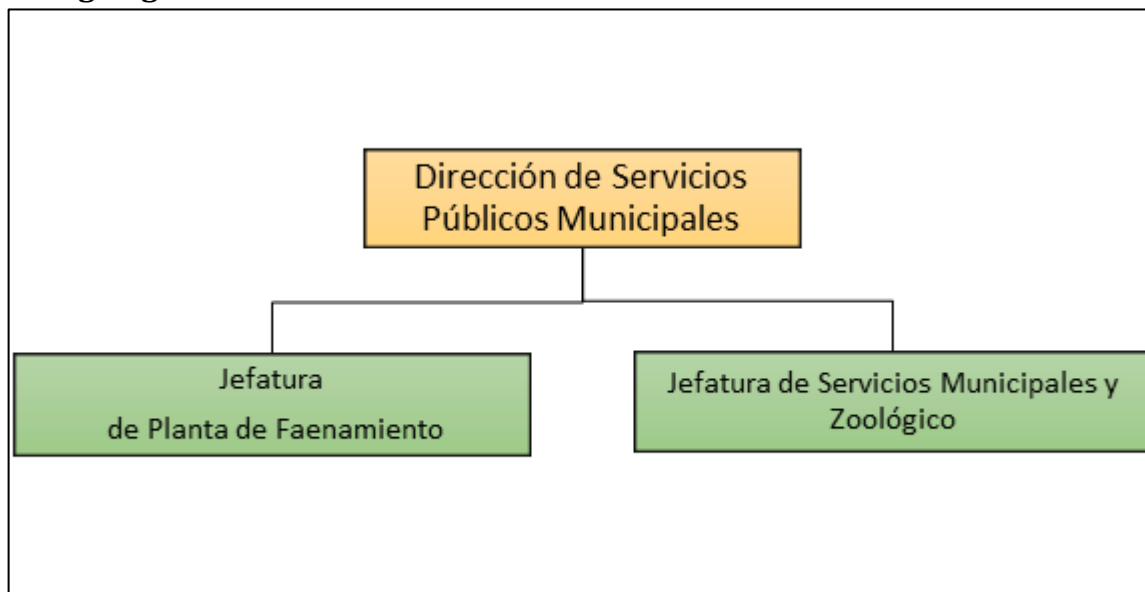 Dirección de Servicios
Públicos Municipales
Jefatura
de Planta de Faenamiento
Jefatura de Servicios Municipales y
Zoológico